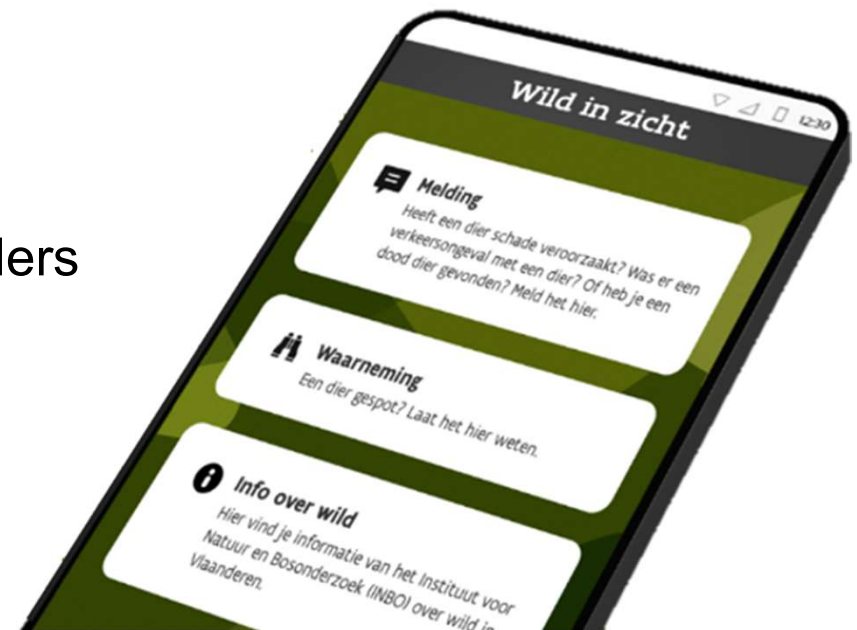 12:30
Wild in zicht
Melding
Heeft een dier schade veroorzaakt? Was er een
verkeersongeval met een dier? Of heb je een
dood dier gevonden? Meld het hier.
ders
Waarneming
Een dier gespot? Laat het hier weten.
Info over wild
Hier vind je informatie van het Instituut voor
Natuur en Bosonderzoek (INBO) over wild in
Vlaanderen.